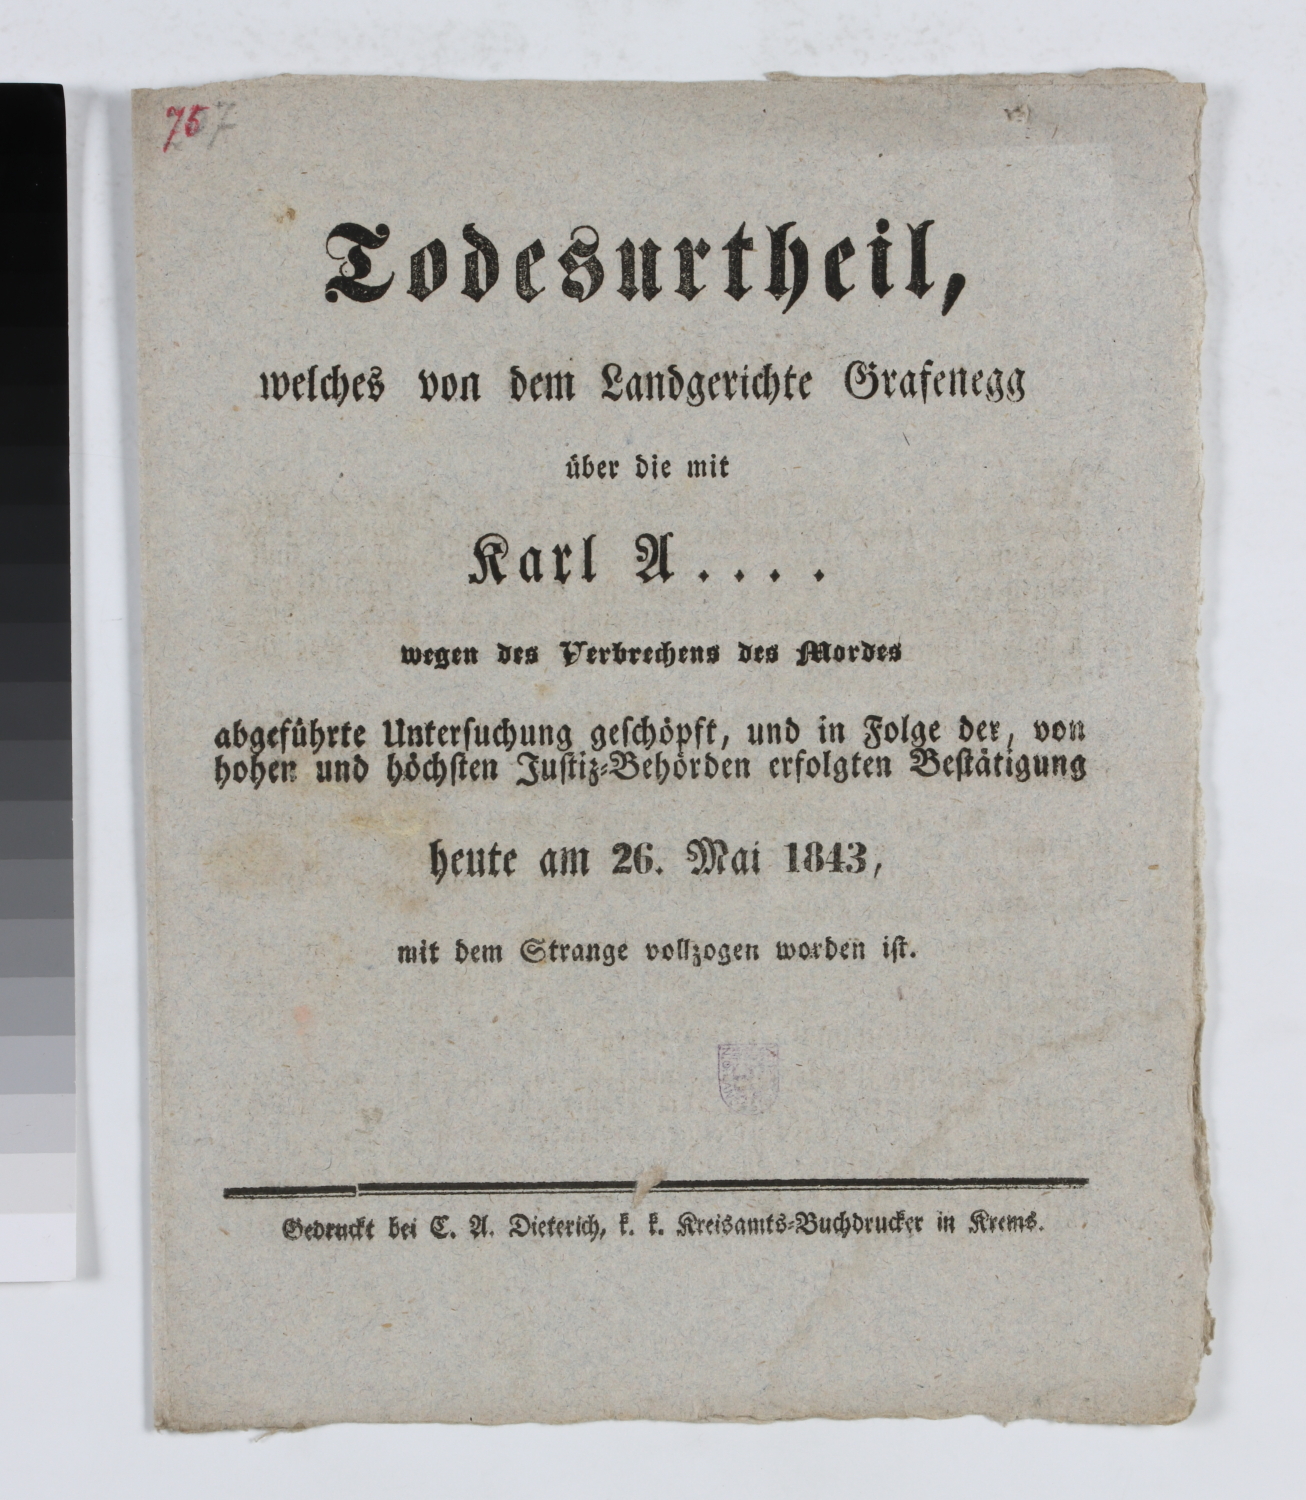 757
Todesurtheil,
welches von dem Landgerichte Grafenegg
über die mit
Karl A . . . .
wegen des Verbrechens des Mordes
abgeführte Untersuchung geschöpft, und in Folge der, von
hohen und höchsten Justiz-Behörden erfolgten Bestätigung
heute am 26. Mai 1843,
mit dem Strange vollzogen worden ist.
Gedruckt bei C. A. Dieterich, k. k. Kreisamts-Buchdrucker in Krems.